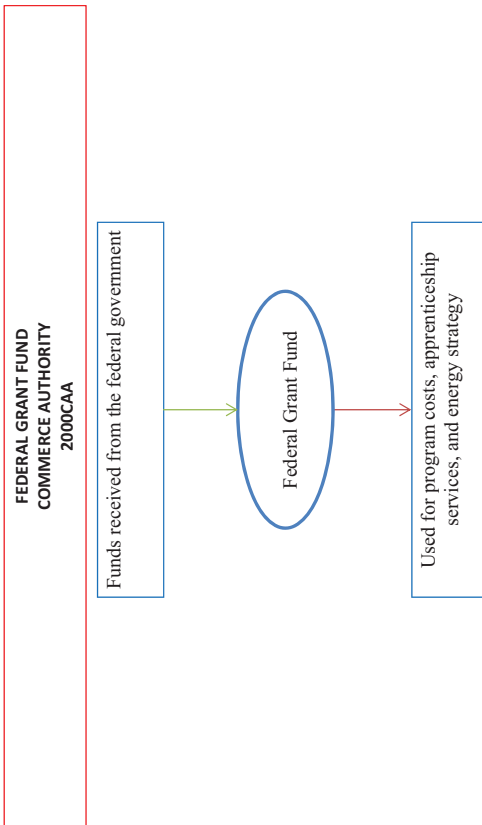 FEDERAL GRANT FUND
COMMERCE AUTHORITY
2000CAA
Funds received from the federal government
Federal Grant Fund
Used for program costs, apprenticeship
services, and energy strategy